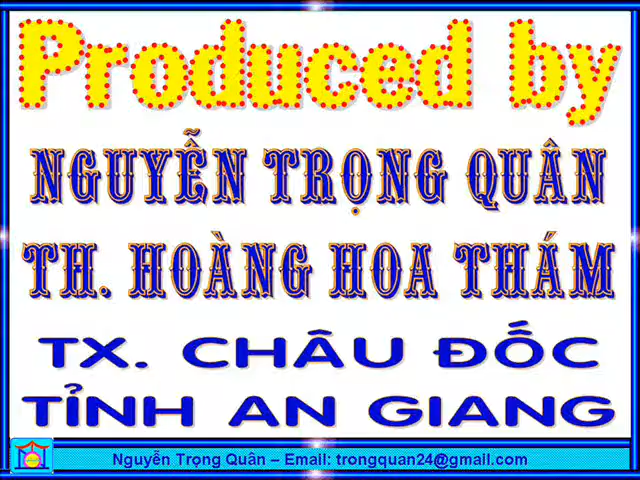 Produced by
NGUYỄN TRỌNG QUÂN
TH. HOÀNG HOA THÁM
TX. CHÂU ĐỐC
TỈNH AN GIANG
Nguyễn Trọng Quân – Email: trongquan24@gmail.com